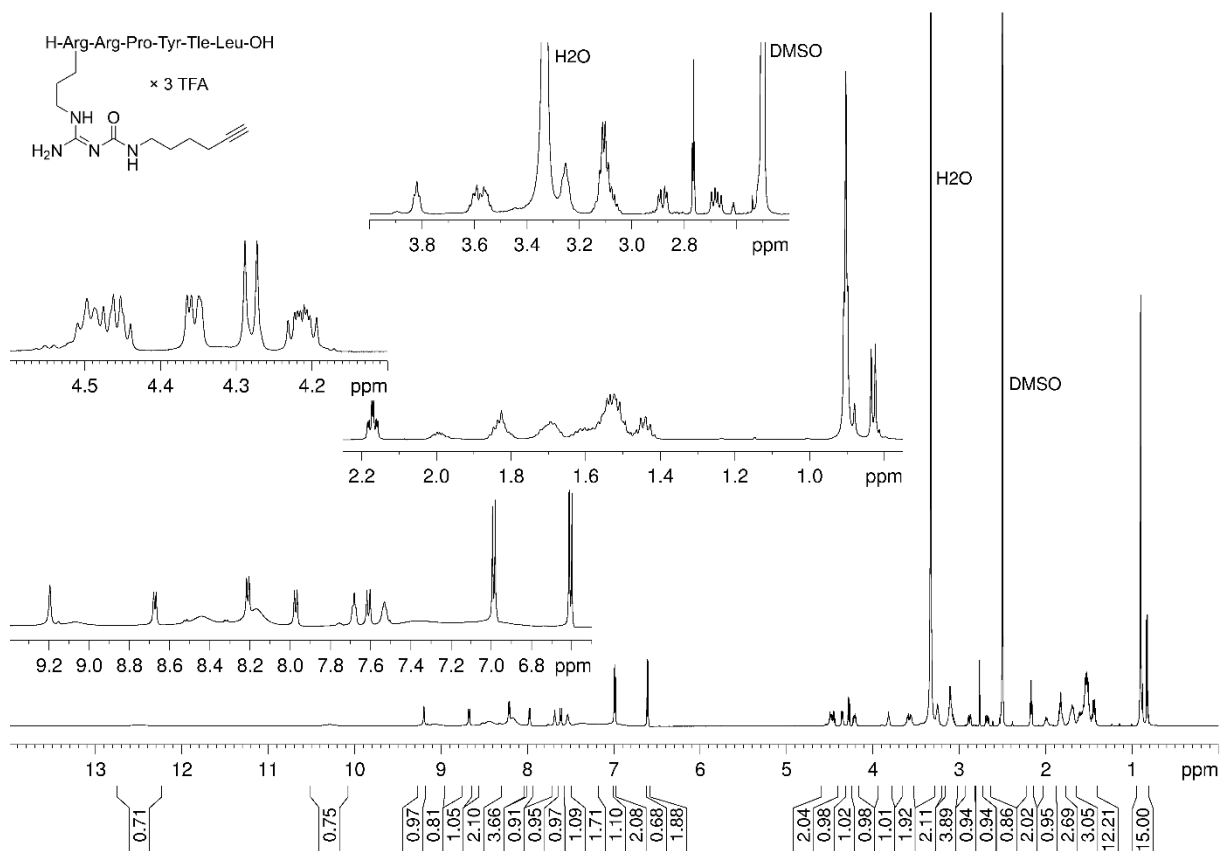 H-Arg-Arg-Pro-Tyr-Tle-Leu-OH
× 3 TFA
NH
O
H2N
N
N
H
H2O
DMSO
3.8 3.6 3.4 3.2 3.0 2.8 ppm
H2O
4.5 4.4 4.3 4.2 ppm
DMSO
2.2 2.0 1.8 1.6 1.4 1.2 1.0 ppm
9.2 9.0 8.8 8.6 8.4 8.2 8.0 7.8 7.6 7.4 7.2 7.0 6.8 ppm
13 12 11 10 9 8 7 6 5 4 3 2 1 ppm
0.71 0.75 0.97 0.81 1.05 2.10 3.66 0.91 0.95 0.97 1.09 1.71 1.10 2.08 0.68 1.88 2.04 0.98 1.02 0.98 1.01 1.92 2.11 3.89 0.94 0.94 0.86 2.02 0.95 2.69 3.05 12.21 15.00